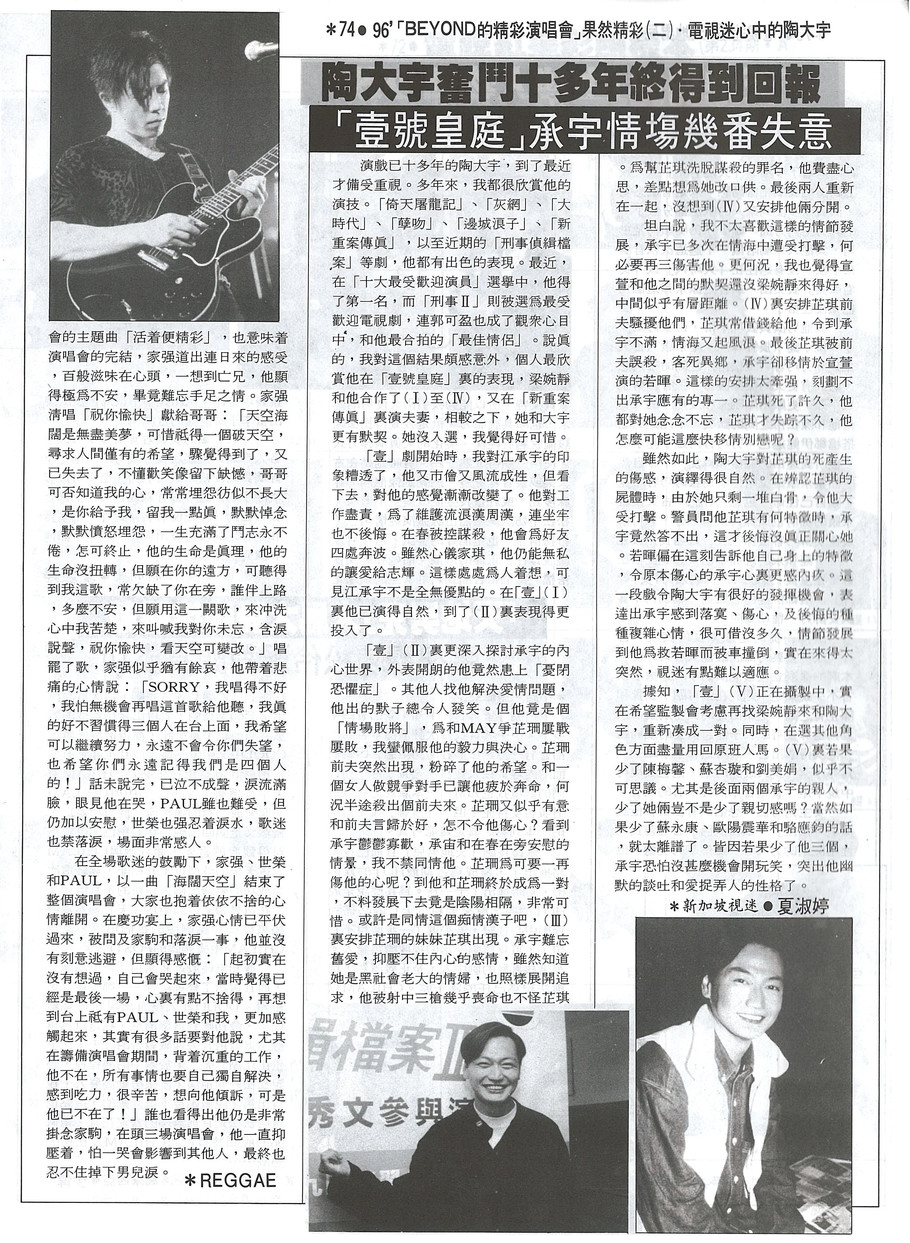 ＊74● 96'「BEYOND的精彩演唱會」果然精彩(二)·電視迷心中的陶大宇
會的主題曲「活着便精彩」，也意味着
演唱會的完結，家强道出連日來的感受
，百般滋味在心頭，一想到亡兄，他顯
得極爲不安，畢竟難忘手足之情。家强
清唱「祝你愉快」獻給哥哥：「天空海
闊是無盡美夢，可惜祗得一個破天空，
尋求人間僅有的希望，驟覺得到了，又
已失去了，不懂歡笑像留下缺憾，哥哥
可否知道我的心，常常埋怨彷似不長大
，是你給予我，留我一點眞，默默悼念
，默默憤怒埋怨，一生充滿了鬥志永不
倦，怎可終止，他的生命是眞理，他的
生命沒扭轉，但願在你的遠方，可聽得
到我這歌，常欠缺了你在旁，誰伴上路
，多麼不安，但願用這一闋歌，來冲洗
心中我苦楚，來叫喊我對你未忘，含淚
說聲，祝你愉快，看天空可變改。」唱
罷了歌，家强似乎猶有餘哀，他帶着悲
痛的心情說：「SORRY，我唱得不好
，我怕無機會再唱這首歌給他聽，我眞
的好不習慣得三個人在台上面，我希望
可以繼續努力，永遠不會令你們失望，
也希望你們永遠記得我們是四個人
的！」話未說完，已泣不成聲，淚流滿
臉，眼見他在哭，PAUL雖也難受，但
仍加以安慰，世榮也强忍着淚水，歌迷
也禁落淚，場面非常感人。
在全場歌迷的鼓勵下，家强、世榮
和PAUL，以一曲「海闊天空」結束了
整個演唱會，大家也抱着依依不捨的心
情離開。在慶功宴上，家强心情已平伏
過來，被問及家駒和落淚一事，他並沒
有刻意逃避，但顯得感慨：「起初實在
沒有想過，自己會哭起來，當時覺得已
經是最後一場，心裏有點不捨得，再想
到台上祗有PAUL、世榮和我，更加感
觸起來，其實有很多話要對他說，尤其
在籌備演唱會期間，背着沉重的工作，
他不在，所有事情也要自己獨自解決，
感到吃力，很辛苦，想向他傾訴，可是
他已不在了！」誰也看得出他仍是非常
掛念家駒，在頭三場演唱會，他一直抑
壓着，怕一哭會影響到其他人，最終也
忍不住掉下男兒淚。
＊REGGAE
陶大宇奮鬥十多年終得到回報
「壹號皇庭」承宇情塲幾番失意
演戲已十多年的陶大宇，到了最近
才備受重視。多年來，我都很欣賞他的
演技。「倚天屠龍記」、「灰網」、「大
時代」、「孽吻」、「邊城浪子」、「新
重案傳眞」，以至近期的「刑事偵緝檔
案」等劇，他都有出色的表現。最近，
在「十大最受歡迎演員」選舉中，他得
了第一名，而「刑事Ⅱ」則被選爲最受
歡迎電視劇，連郭可盈也成了觀衆心目
中，和他最合拍的「最佳情侶」。說眞
的，我對這個結果頗感意外，個人最欣
賞他在「壹號皇庭」裏的表現，梁婉靜
和他合作了(Ⅰ)至(Ⅳ)，又在「新重案
傳眞」裏演夫妻，相較之下，她和大宇
更有默契。她沒入選，我覺得好可惜。
「壹」劇開始時，我對江承宇的印
象糟透了，他又市儈又風流成性，但看
下去，對他的感覺漸漸改變了。他對工
作盡責，爲了維護流浪漢周漢，連坐牢
也不後悔。在春被控謀殺，他會爲好友
四處奔波。雖然心儀家琪，他仍能無私
的讓愛給志輝。這樣處處爲人着想，可
見江承宇不是全無優點的。在「壹」(Ⅰ)
裏他已演得自然，到了(Ⅱ)裏表現得更
投入了。
「壹」(Ⅱ)裏更深入探討承宇的內
心世界，外表開朗的他竟然患上「憂閉
恐懼症」。其他人找他解決愛情問題，
他出的默子總令人發笑。但他竟是個
「情場敗將」，爲和MAY爭芷珊屢戰
屢敗，我蠻佩服他的毅力與決心。芷珊
前夫突然出現，粉碎了他的希望。和一
個女人做競爭對手已讓他疲於奔命，何
況半途殺出個前夫來。芷珊又似乎有意
和前夫言歸於好，怎不令他傷心？看到
承宇鬱鬱寡歡，承宙和在春在旁安慰的
情景，我不禁同情他。芷珊爲可要一再
傷他的心呢？到他和芷珊終於成爲一對
，不料發展下去竟是陰陽相隔，非常可
惜。或許是同情這個痴情漢子吧，(Ⅲ)
裏安排芷珊的妹妹芷琪出現。承宇難忘
舊愛，抑壓不住內心的感情，雖然知道
她是黑社會老大的情婦，也照樣展開追
求，他被射中三槍幾乎喪命也不怪芷琪
。爲幫芷琪洗脫謀殺的罪名，他費盡心
思，差點想爲她改口供。最後兩人重新
在一起，沒想到(Ⅳ)又安排他倆分開。
坦白說，我不太喜歡這樣的情節發
展，承宇已多次在情海中遭受打擊，何
必要再三傷害他。更何況，我也覺得宣
萱和他之間的默契還沒梁婉靜來得好，
中間似乎有層距離。(Ⅳ)裏安排芷琪前
夫騷擾他們，芷琪常借錢給他，令到承
宇不滿，情海又起風浪。最後芷琪被前
夫誤殺，客死異鄉，承宇卻移情於宣萱
演的若暉。這樣的安排太牽强，刻劃不
出承宇應有的專一。芷琪死了許久，他
都對她念念不忘，芷琪才失踪不久，他
怎麼可能這麼快移情別戀呢？
雖然如此，陶大宇對芷琪的死產生
的傷感，演繹得很自然。在辨認芷琪的
屍體時，由於她只剩一堆白骨，令他大
受打擊。警員問他芷琪有何特徵時，承
宇竟然答不出，這才後悔沒眞正關心她
。若暉偏在這刻告訴他自己身上的特徵
，令原本傷心的承宇心裏更感內疚。這
一段戲令陶大宇有很好的發揮機會，表
達出承宇感到落寞、傷心，及後悔的種
種複雜心情，很可借沒多久，情節發展
到他爲救若暉而被車撞倒，實在來得太
突然，視迷有點難以適應。
據知，「壹」(Ⅴ)正在攝製中，實
在希望監製會考慮再找梁婉靜來和陶大
宇，重新湊成一對。同時，在選其他角
色方面盡量用回原班人馬。(Ⅴ)裏若果
少了陳梅馨、蘇杏璇和劉美娟，似乎不
可思議。尤其是後面兩個承宇的親人，
少了她倆豈不是少了親切感嗎？當然如
果少了蘇永康、歐陽震華和駱應鈞的話
，就太離譜了。皆因若果少了他三個，
承宇恐怕沒甚麼機會開玩笑，突出他幽
默的談吐和愛捉弄人的性格了。
＊新加坡視迷●夏淑婷
緝檔案Ⅱ
秀文參與演